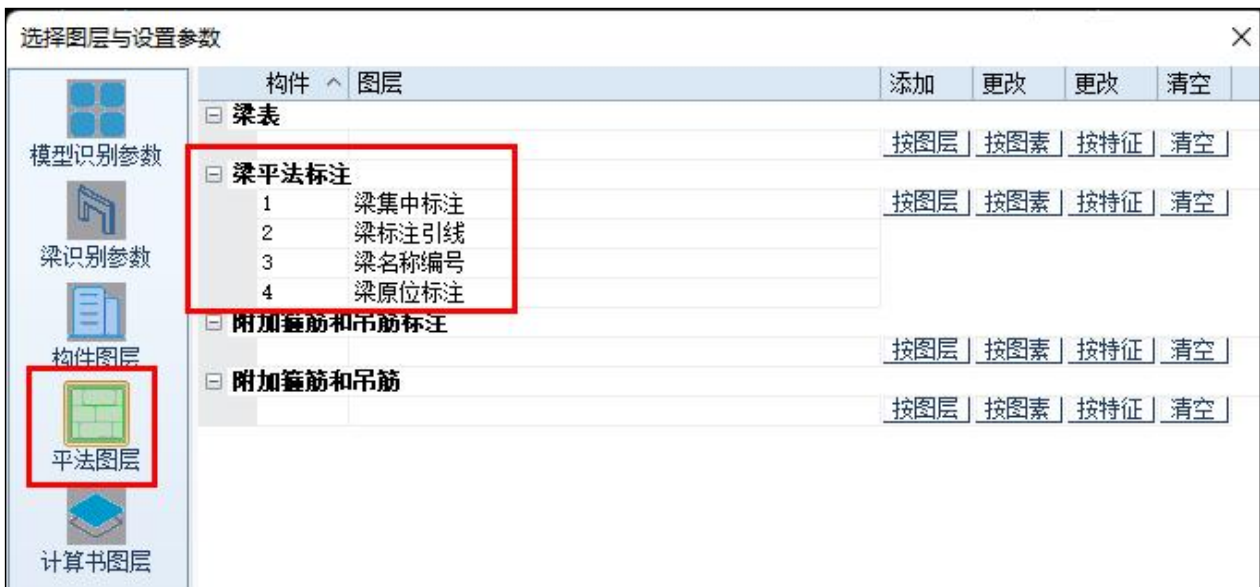 选择图层与设置参数
构件 图层 添加 更改 更改 清空
梁表
按图层 按图素 按特征 清空
梁平法标注
1 梁集中标注 按图层 按图素 按特征 清空
2 梁标注引线
3 梁名称编号
4 梁原位标注
附加箍筋和吊筋标注
按图层 按图素 按特征 清空
附加箍筋和吊筋
按图层 按图素 按特征 清空
模型识别参数
梁识别参数
构件图层
平法图层
计算书图层